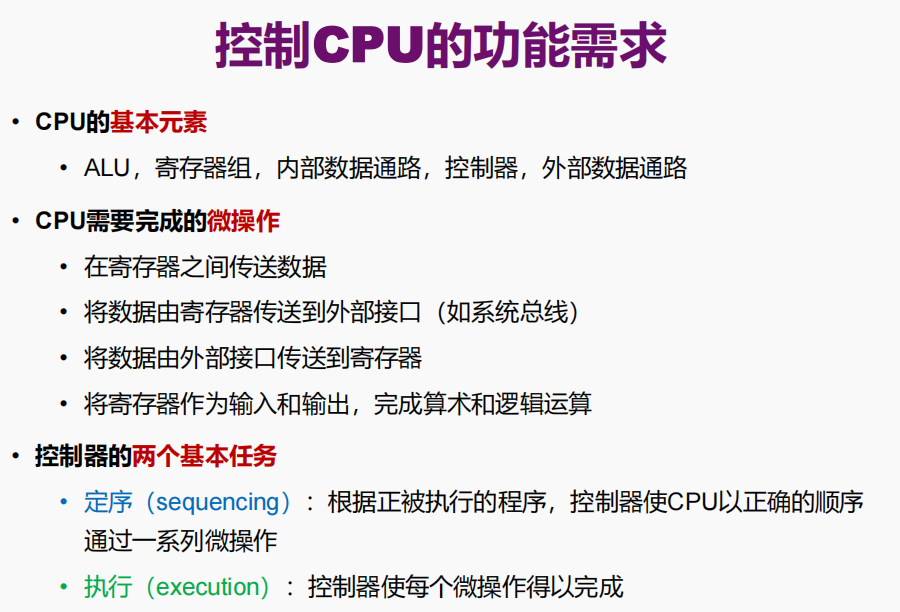 控制CPU的功能需求
• CPU的基本元素
• ALU，寄存器组，内部数据通路，控制器，外部数据通路
• CPU需要完成的微操作
• 在寄存器之间传送数据
• 将数据由寄存器传送到外部接口（如系统总线）
• 将数据由外部接口传送到寄存器
• 将寄存器作为输入和输出，完成算术和逻辑运算
• 控制器的两个基本任务
• 定序（sequencing）：根据正被执行的程序，控制器使CPU以正确的顺序
通过一系列微操作
• 执行（execution）：控制器使每个微操作得以完成